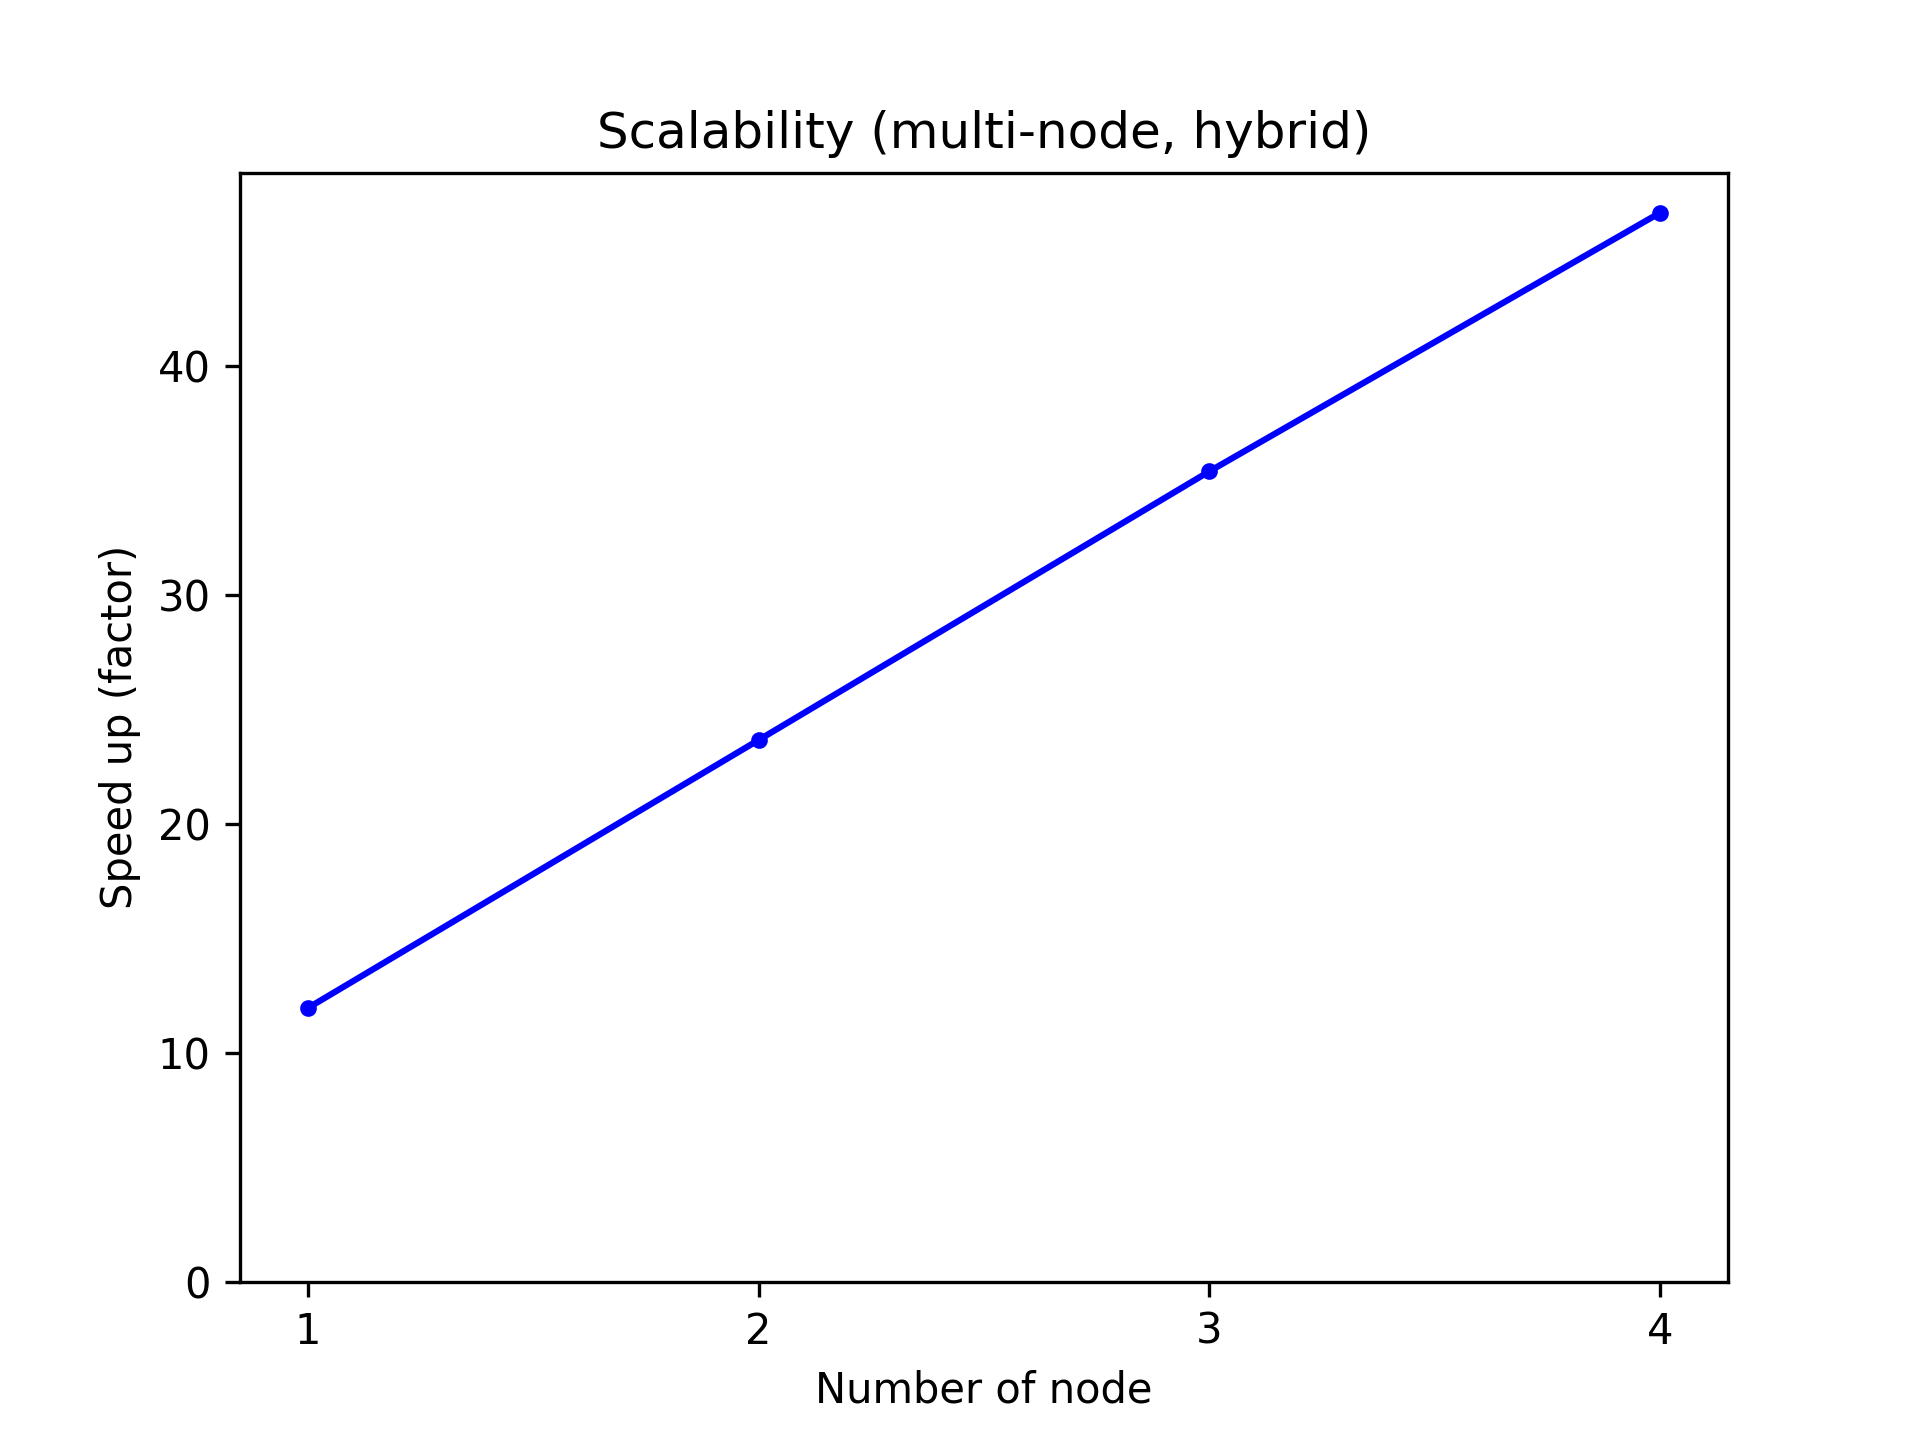 Scalability (multi-node, hybrid)
Speed up (factor)
40
30
20
10
0
1 2 3 4
Number of node